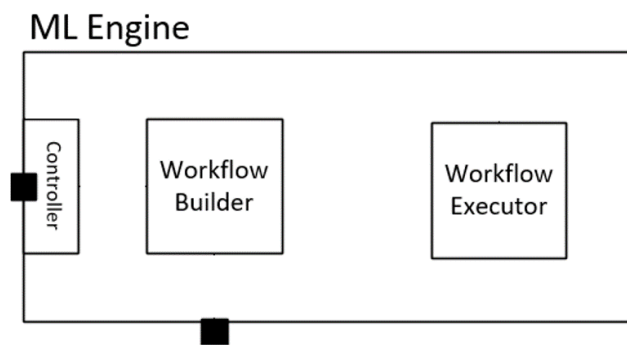 ML Engine
Controller
Workflow
Builder
Workflow
Executor